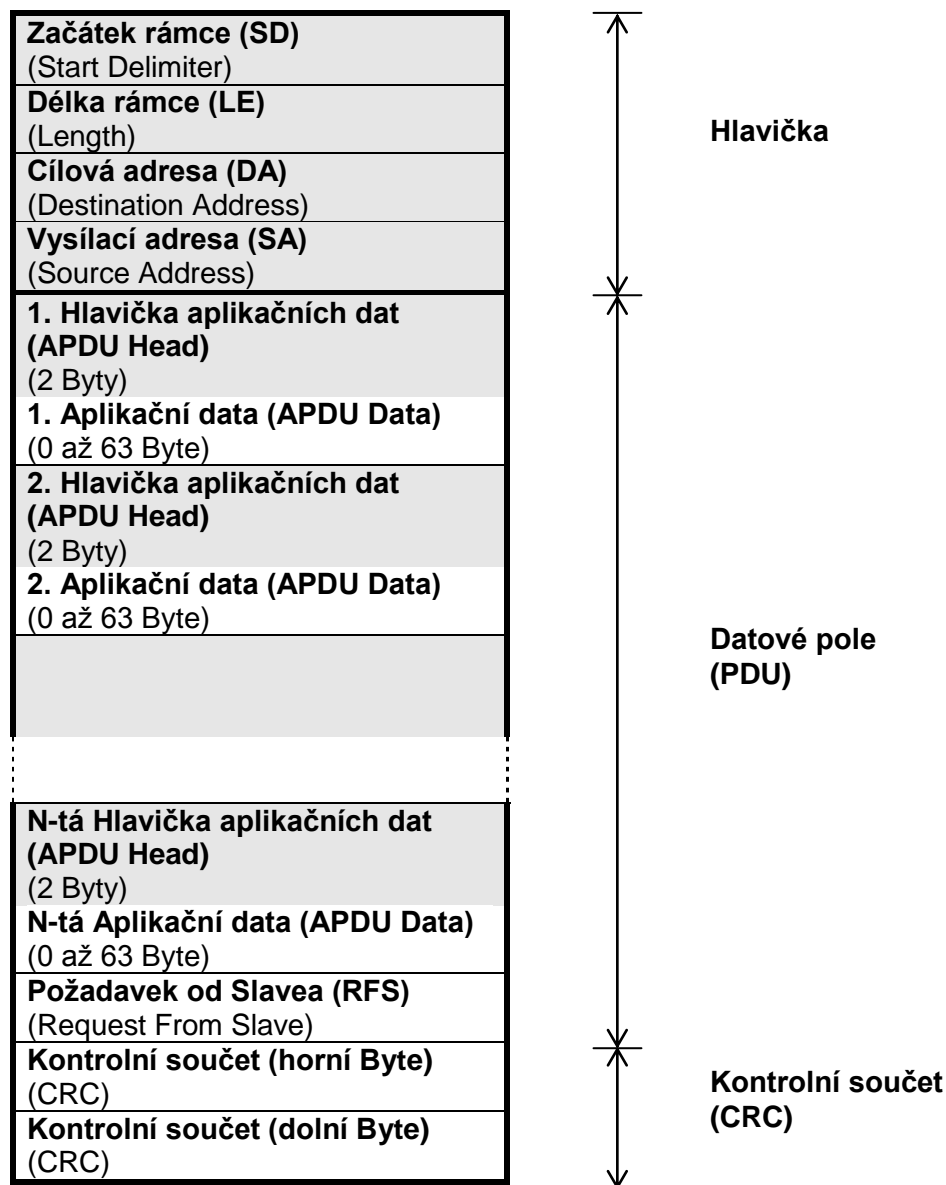 Začátek rámce (SD)
(Start Delimiter)
Délka rámce (LE)
(Length)
Cílová adresa (DA)
(Destination Address)
Vysílací adresa (SA)
(Source Address)
Hlavička
1. Hlavička aplikačních dat
(APDU Head)
(2 Byty)
1. Aplikační data (APDU Data)
(0 až 63 Byte)
2. Hlavička aplikačních dat
(APDU Head)
(2 Byty)
2. Aplikační data (APDU Data)
(0 až 63 Byte)
N-tá Hlavička aplikačních dat
(APDU Head)
(2 Byty)
N-tá Aplikační data (APDU Data)
(0 až 63 Byte)
Požadavek od Slavea (RFS)
(Request From Slave)
Datové pole
(PDU)
Kontrolní součet (horní Byte)
(CRC)
Kontrolní součet (dolní Byte)
(CRC)
Kontrolní součet
(CRC)